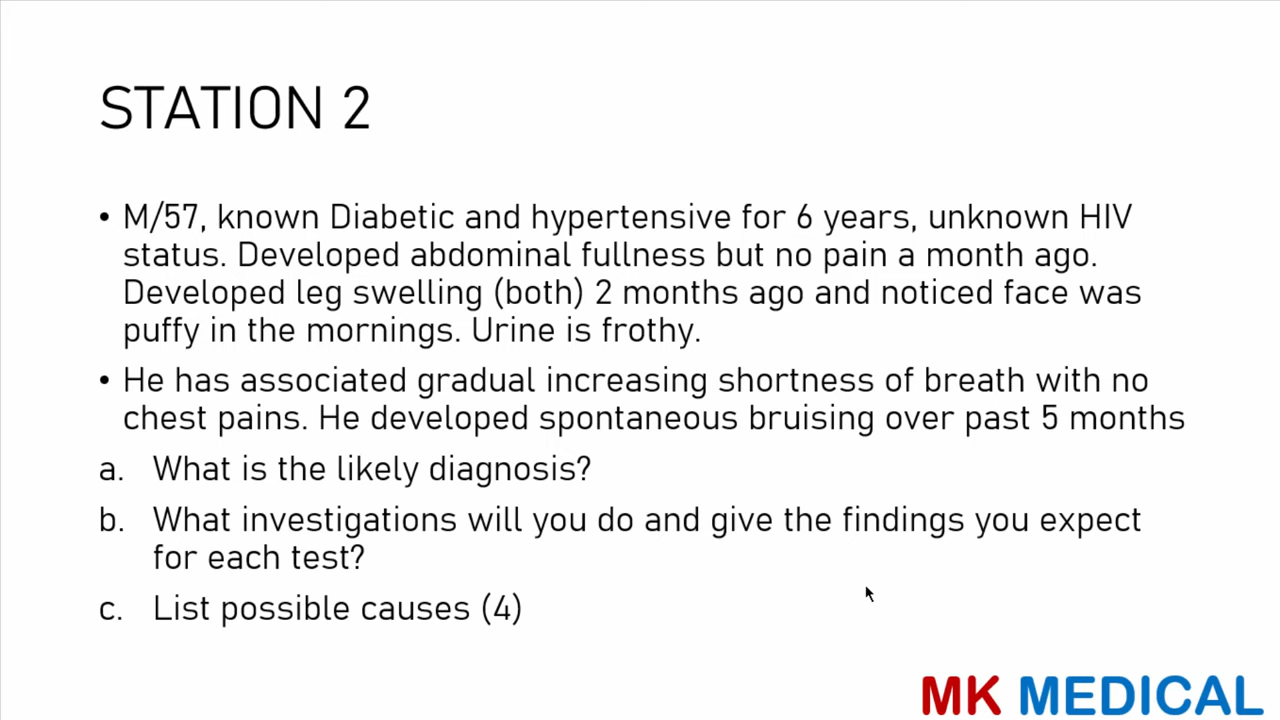 STATION 2
• M/57, known Diabetic and hypertensive for 6 years, unknown HIV
status. Developed abdominal fullness but no pain a month ago.
Developed leg swelling (both) 2 months ago and noticed face was
puffy in the mornings. Urine is frothy.
• He has associated gradual increasing shortness of breath with no
chest pains. He developed spontaneous bruising over past 5 months
a. What is the likely diagnosis?
b. What investigations will you do and give the findings you expect
for each test?
c. List possible causes (4)
MK MEDICAL